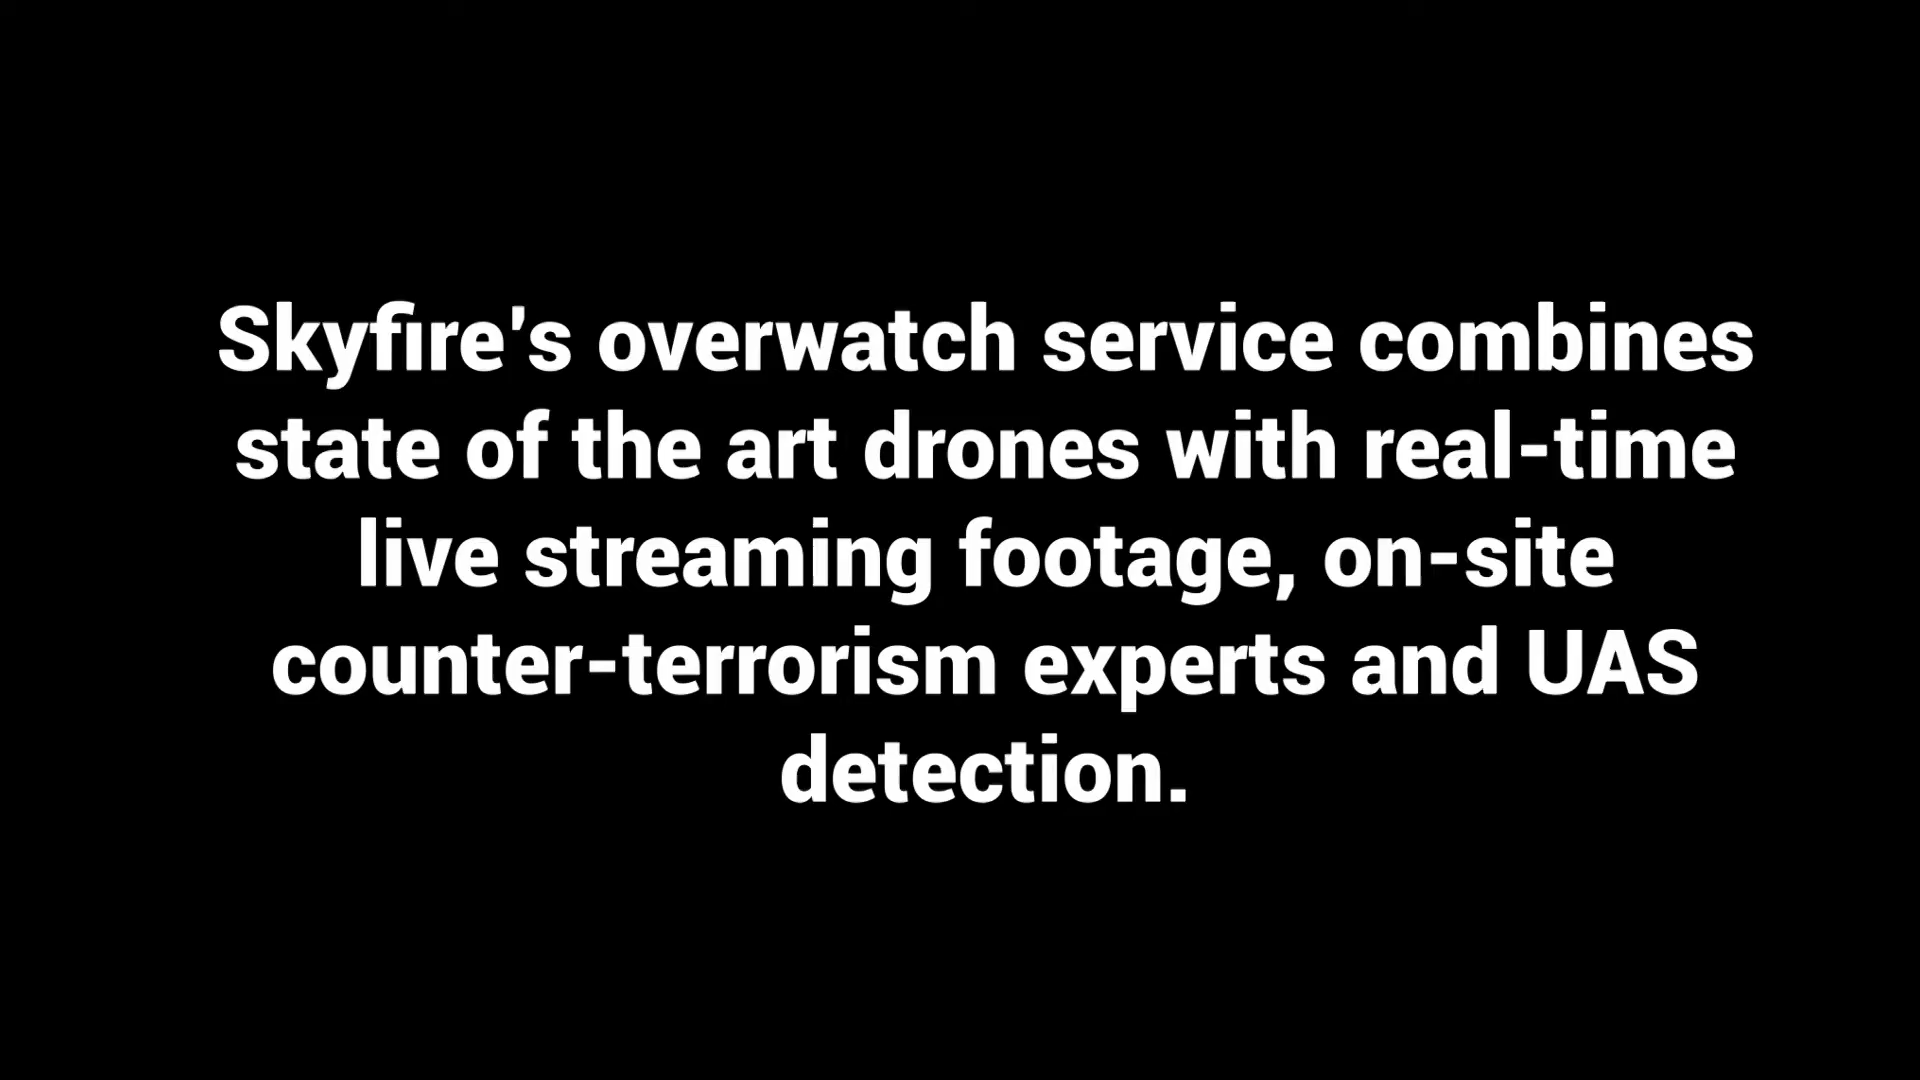 Skyfire's overwatch service combines
state of the art drones with real-time
live streaming footage, on-site
counter-terrorism experts and UAS
detection.